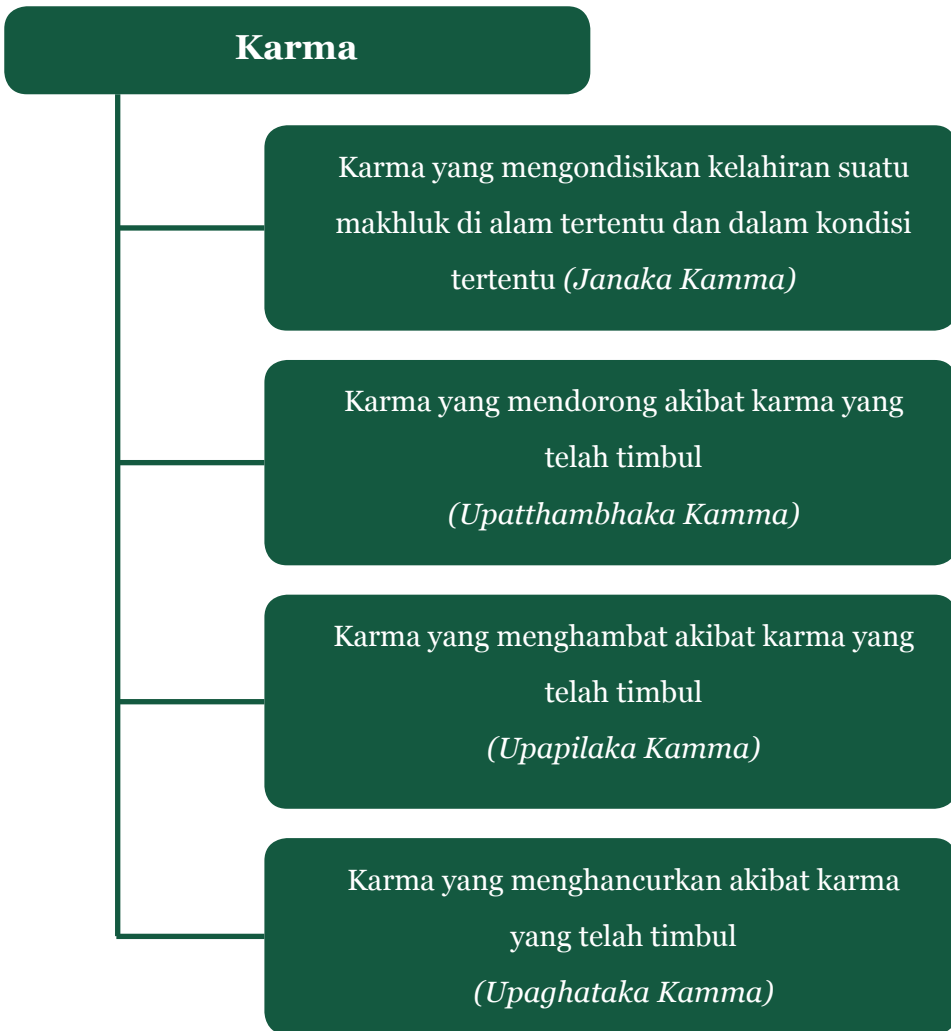 Karma
Karma yang mengondisikan kelahiran suatu
makhluk di alam tertentu dan dalam kondisi
tertentu (Janaka Kamma)
Karma yang mendorong akibat karma yang
telah timbul
(Upatthambhaka Kamma)
Karma yang menghambat akibat karma yang
telah timbul
(Upapilaka Kamma)
Karma yang menghancurkan akibat karma
yang telah timbul
(Upaghataka Kamma)